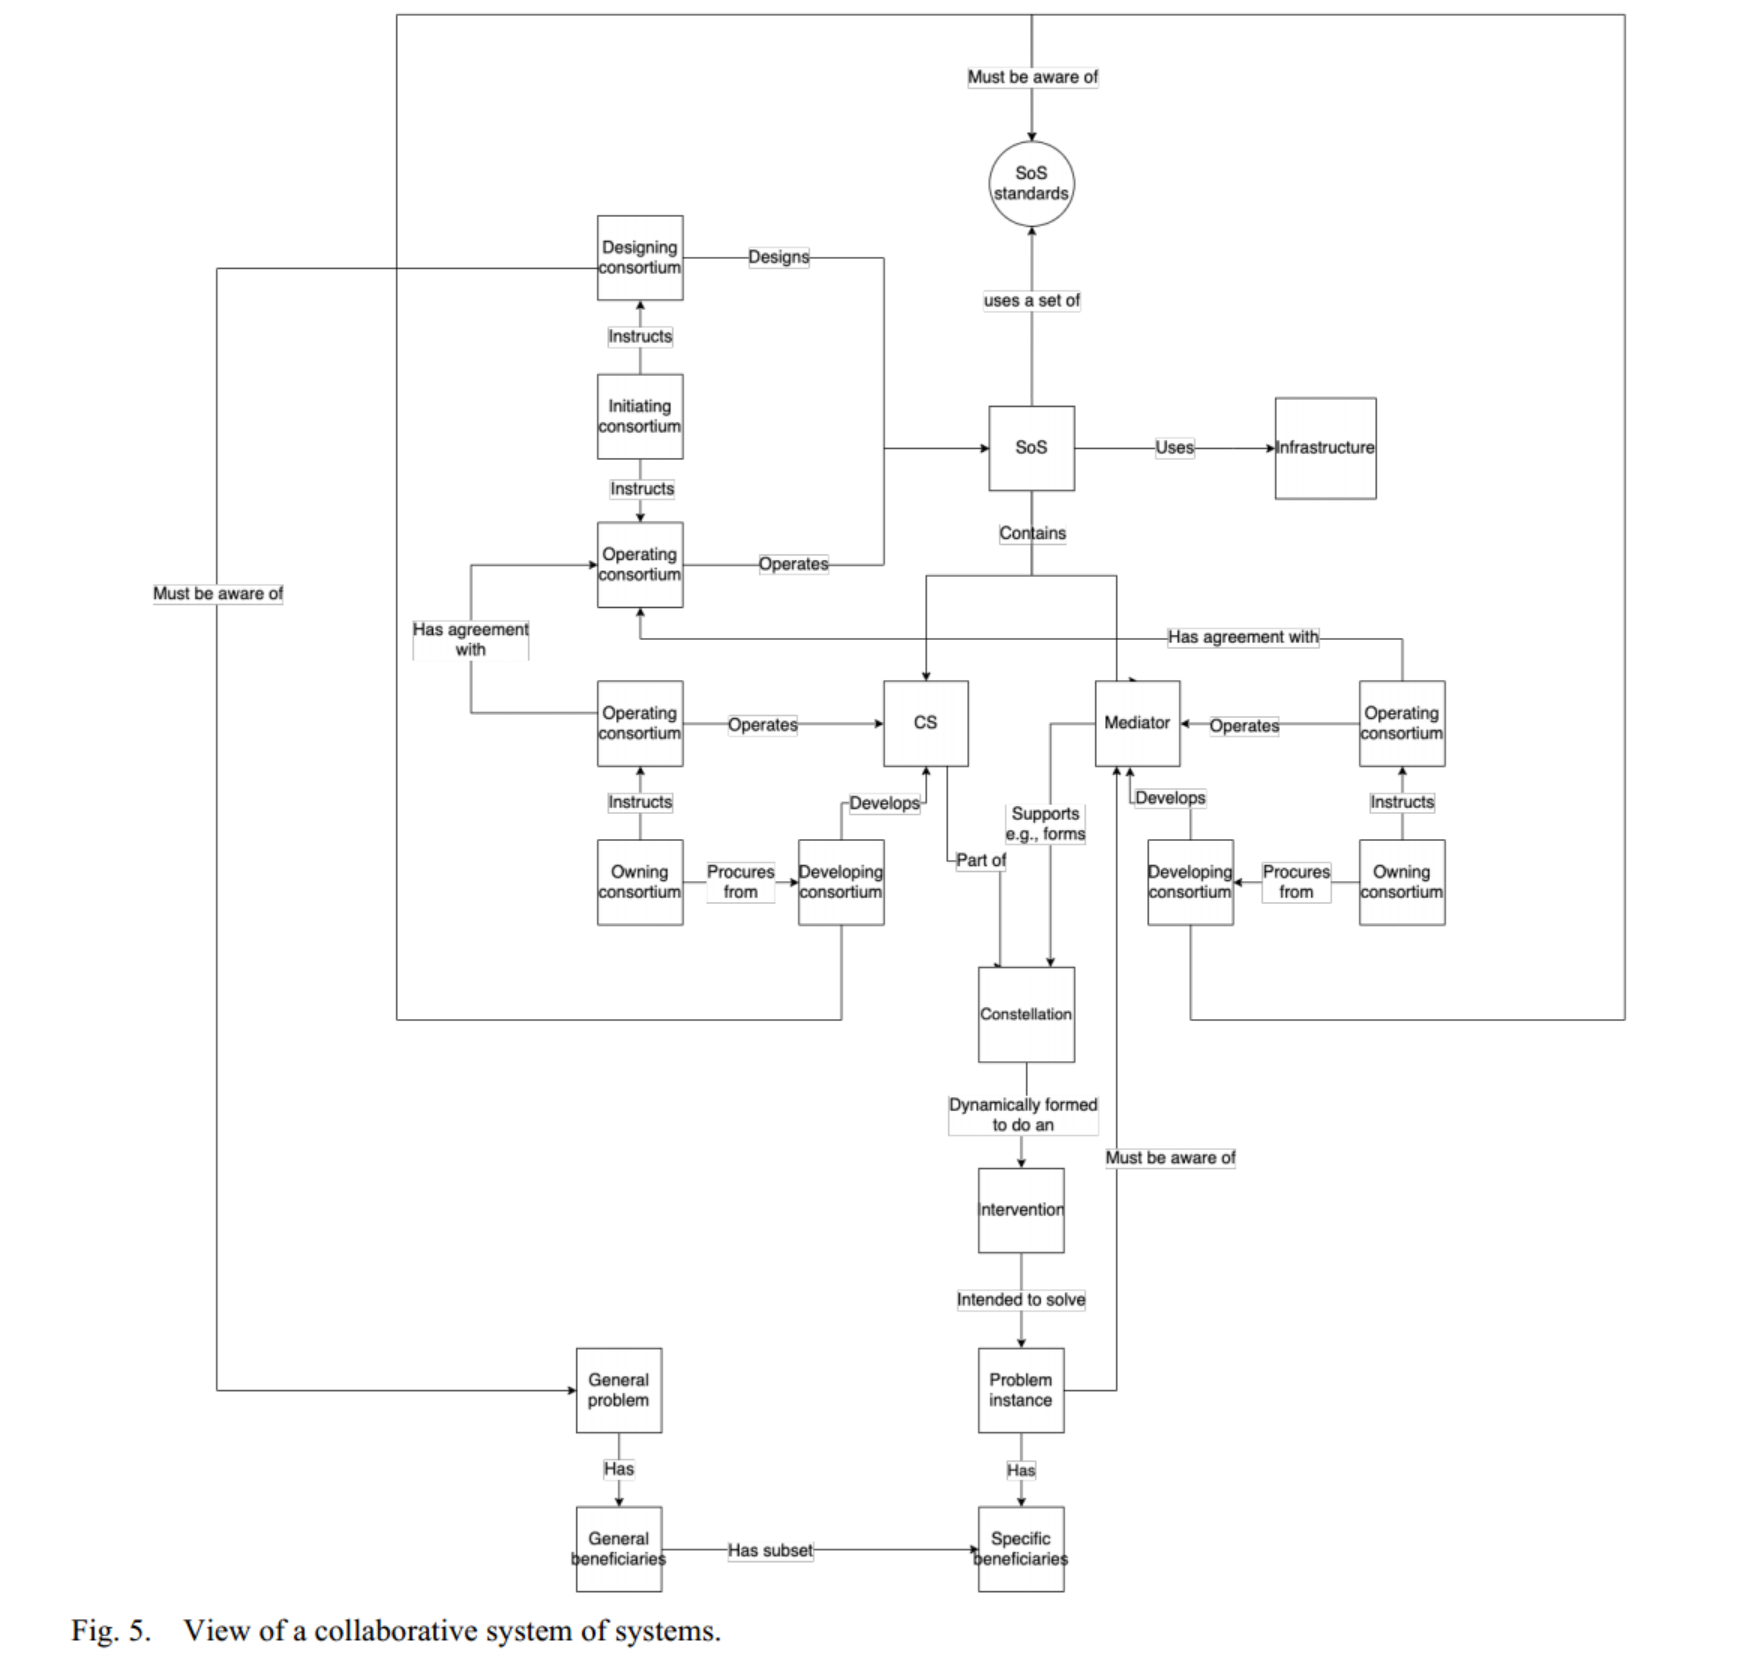 Must be aware of
SoS
standards
Designing
consortium
Designs
uses a set of
Instructs
Initiating
consortium
SoS
Uses
Infrastructure
Instructs
Contains
Operating
consortium
Operates
Must be aware of
Has agreement
with
Has agreement with
Operating
consortium
Operates
CS
Mediator
Operates
Operating
consortium
Instructs
Develops
Supports
e.g., forms
Develops
Instructs
Part of
Owning
consortium
Procures
from
Developing
consortium
Developing
consortium
Procures
from
Owning
consortium
Constellation
Dynamically formed
to do an
Must be aware of
Intervention
Intended to solve
General
problem
Problem
instance
Has
Has
General
beneficiaries
Has subset
Specific
beneficiaries
Fig. 5. View of a collaborative system of systems.